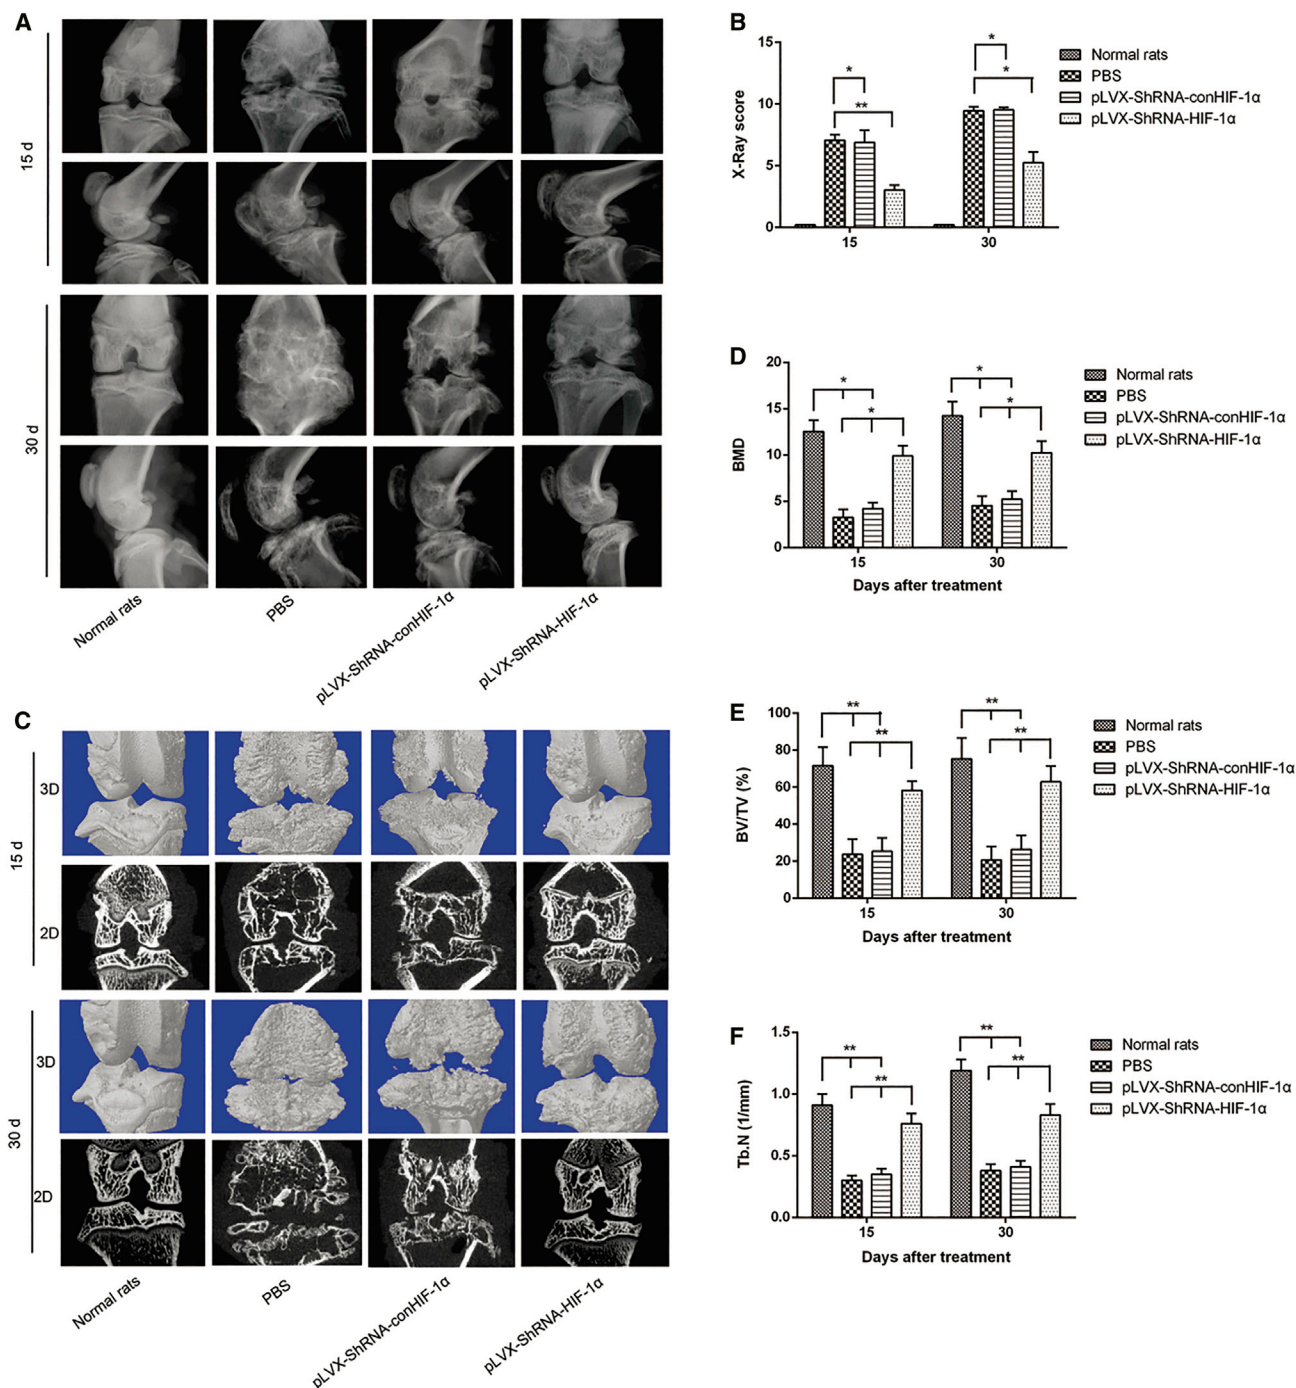 A
15 d
30 d
Normal rats
PBS
pLVX-ShRNA-conHIF-1α
pLVX-ShRNA-HIF-1α
B
15
10
5
0
X-Ray score
*
**
*
*
15
30
Normal rats
PBS
pLVX-ShRNA-conHIF-1α
pLVX-ShRNA-HIF-1α
D
20
15
10
5
0
BMD
*
*
*
*
15
30
Days after treatment
Normal rats
PBS
pLVX-ShRNA-conHIF-1α
pLVX-ShRNA-HIF-1α
C
15 d
3D
2D
30 d
3D
2D
Normal rats
PBS
pLVX-ShRNA-conHIF-1α
pLVX-ShRNA-HIF-1α
E
100
80
60
40
20
0
BV/TV (%)
**
**
**
**
15
30
Days after treatment
Normal rats
PBS
pLVX-ShRNA-conHIF-1α
pLVX-ShRNA-HIF-1α
F
1.5
1.0
0.5
0.0
Tb.N (1/mm)
**
**
**
**
15
30
Days after treatment
Normal rats
PBS
pLVX-ShRNA-conHIF-1α
pLVX-ShRNA-HIF-1α